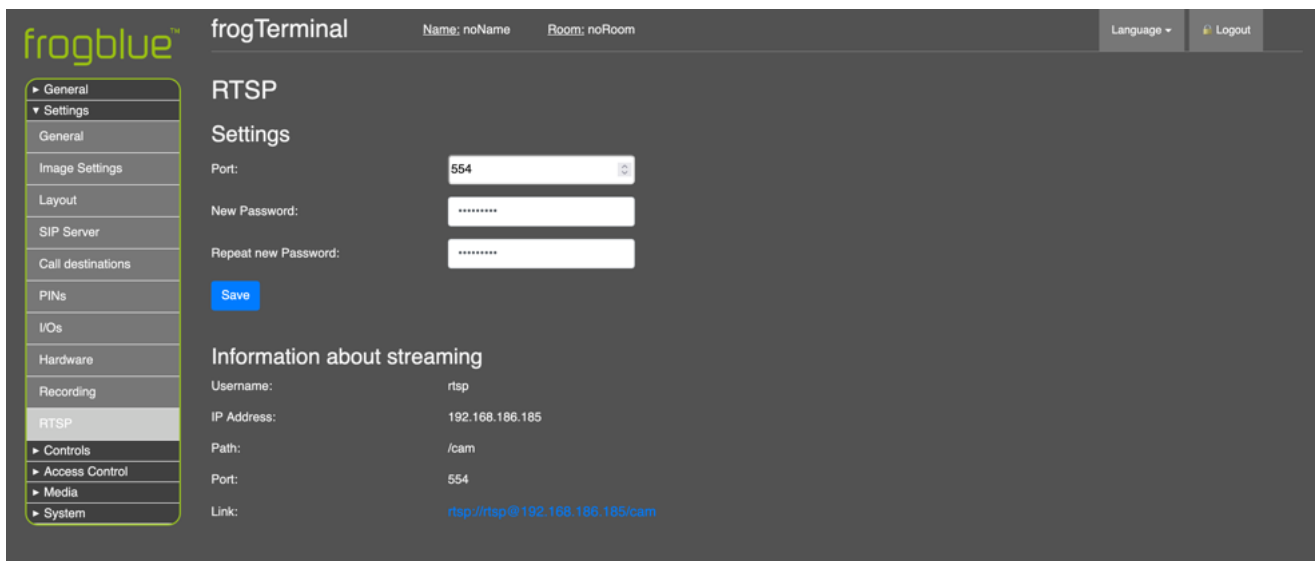 frogblue™
frogTerminal
Name: noName
Room: noRoom
Language
Logout
General
Settings
General
Image Settings
Layout
SIP Server
Call destinations
PINs
I/Os
Hardware
Recording
RTSP
Controls
Access Control
Media
System
RTSP
Settings
Port: 554
New Password: •••••••••
Repeat new Password: •••••••••
Save
Information about streaming
Username: rtsp
IP Address: 192.168.186.185
Path: /cam
Port: 554
Link: rtsp://rtsp@192.168.186.185/cam